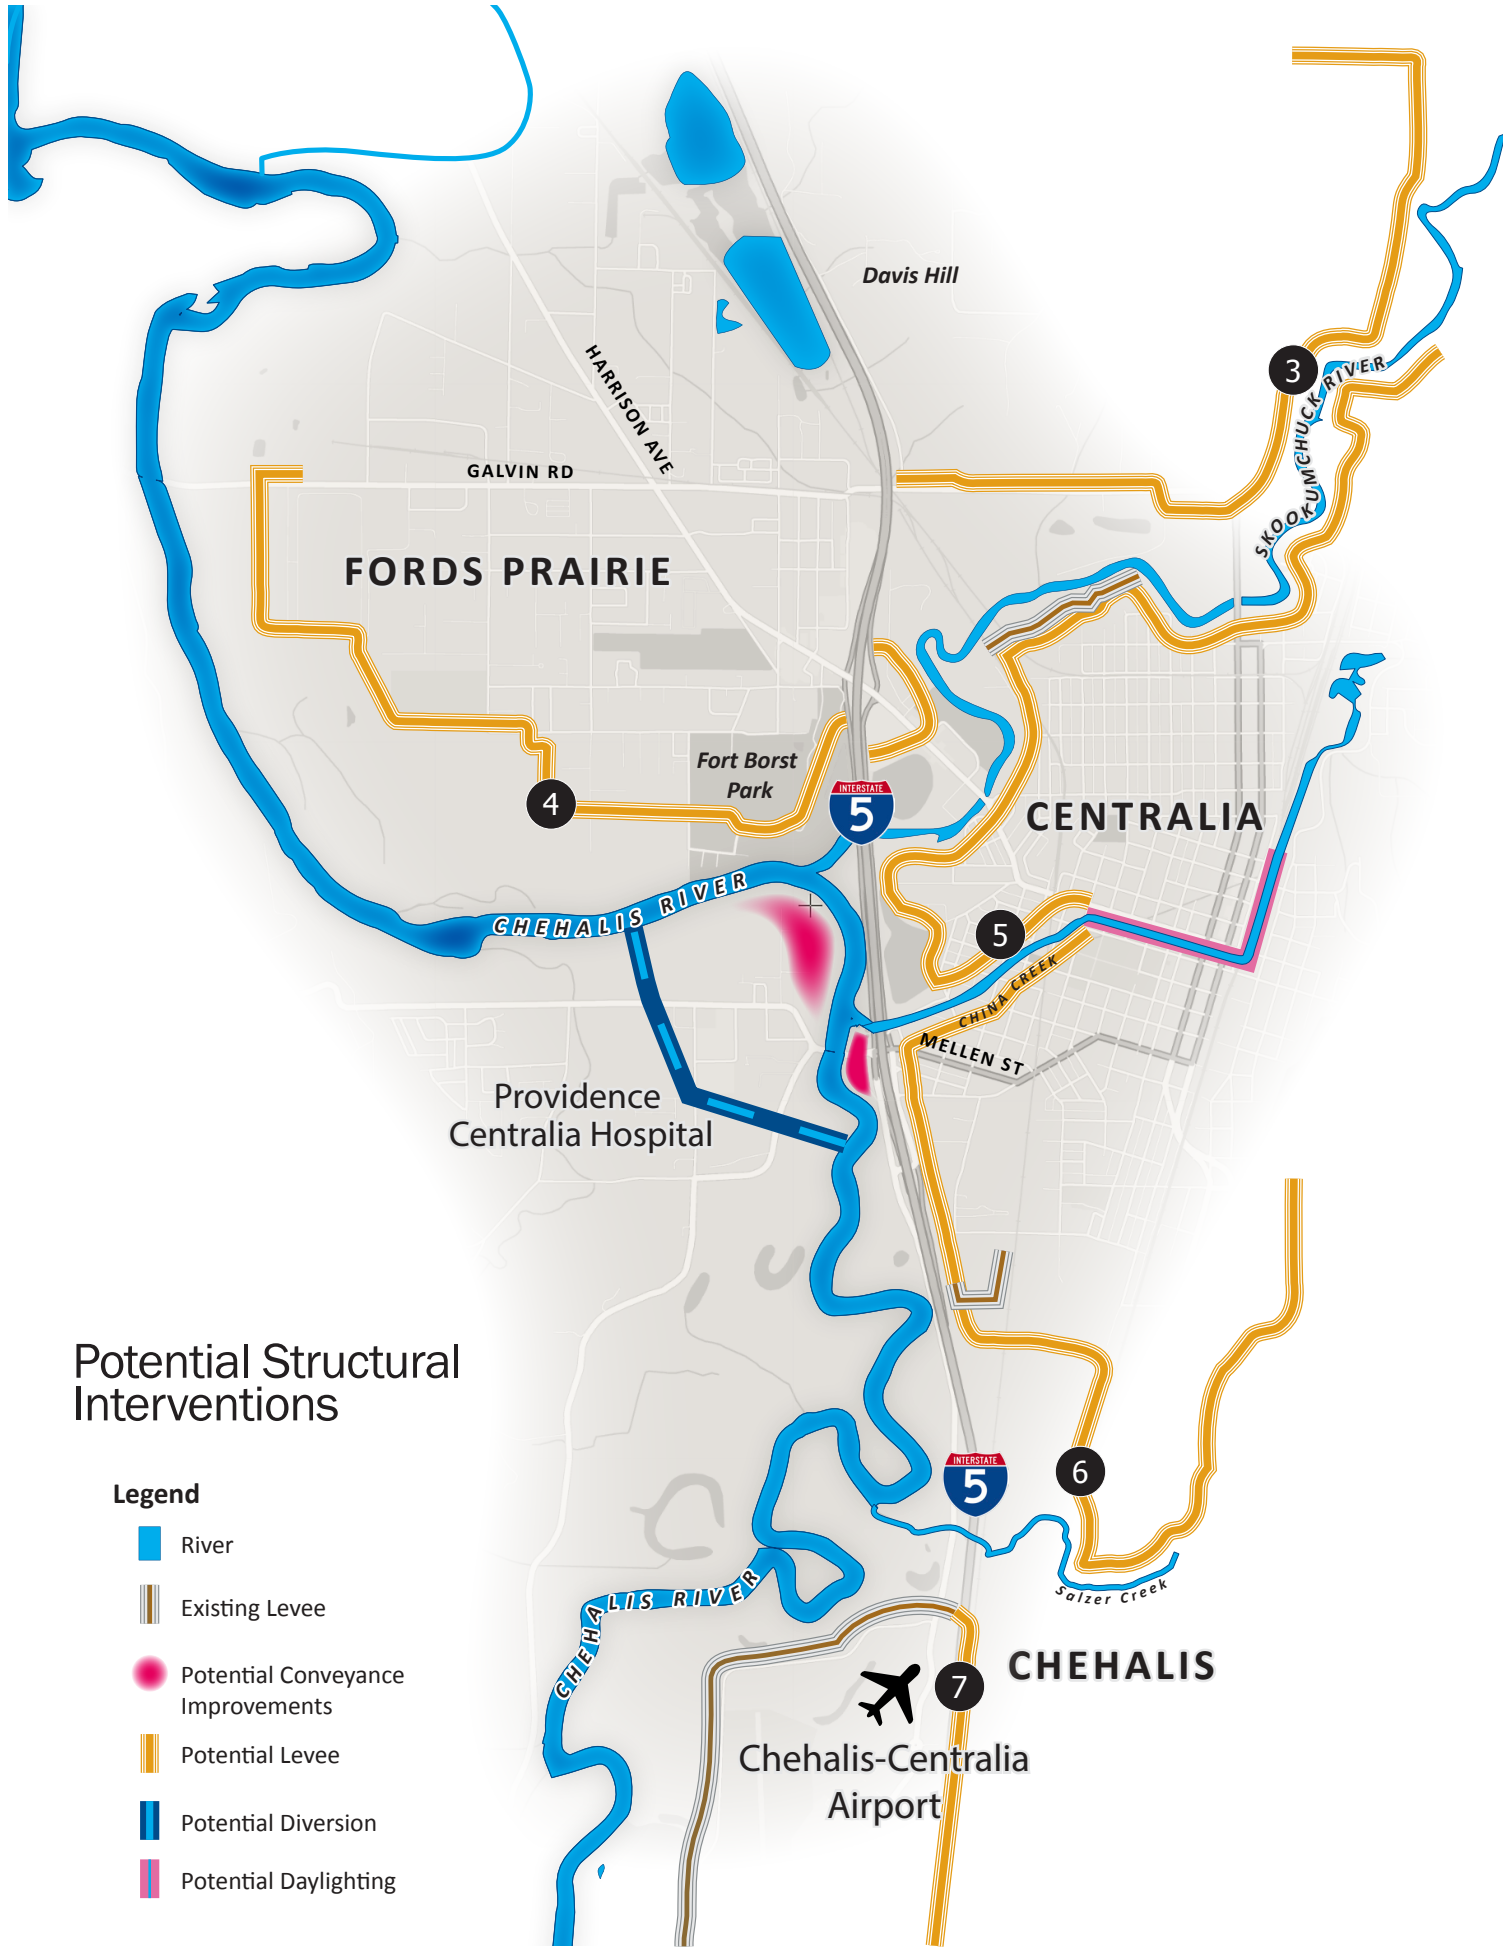 Davis Hill
HARRISON AVE
3
SKOOKUMCHUCK RIVER
GALVIN RD
FORDS PRAIRIE
Fort Borst
Park
INTERSTATE
5
4
CENTRALIA
CHEHALIS RIVER
5
CHINA CREEK
MELLEN ST
Providence
Centralia Hospital
Potential Structural
Interventions
INTERSTATE
5
6
Salzer Creek
CHEHALIS RIVER
CHEHALIS
7
Chehalis-Centralia
Airport
Legend
River
Existing Levee
Potential Conveyance
Improvements
Potential Levee
Potential Diversion
Potential Daylighting